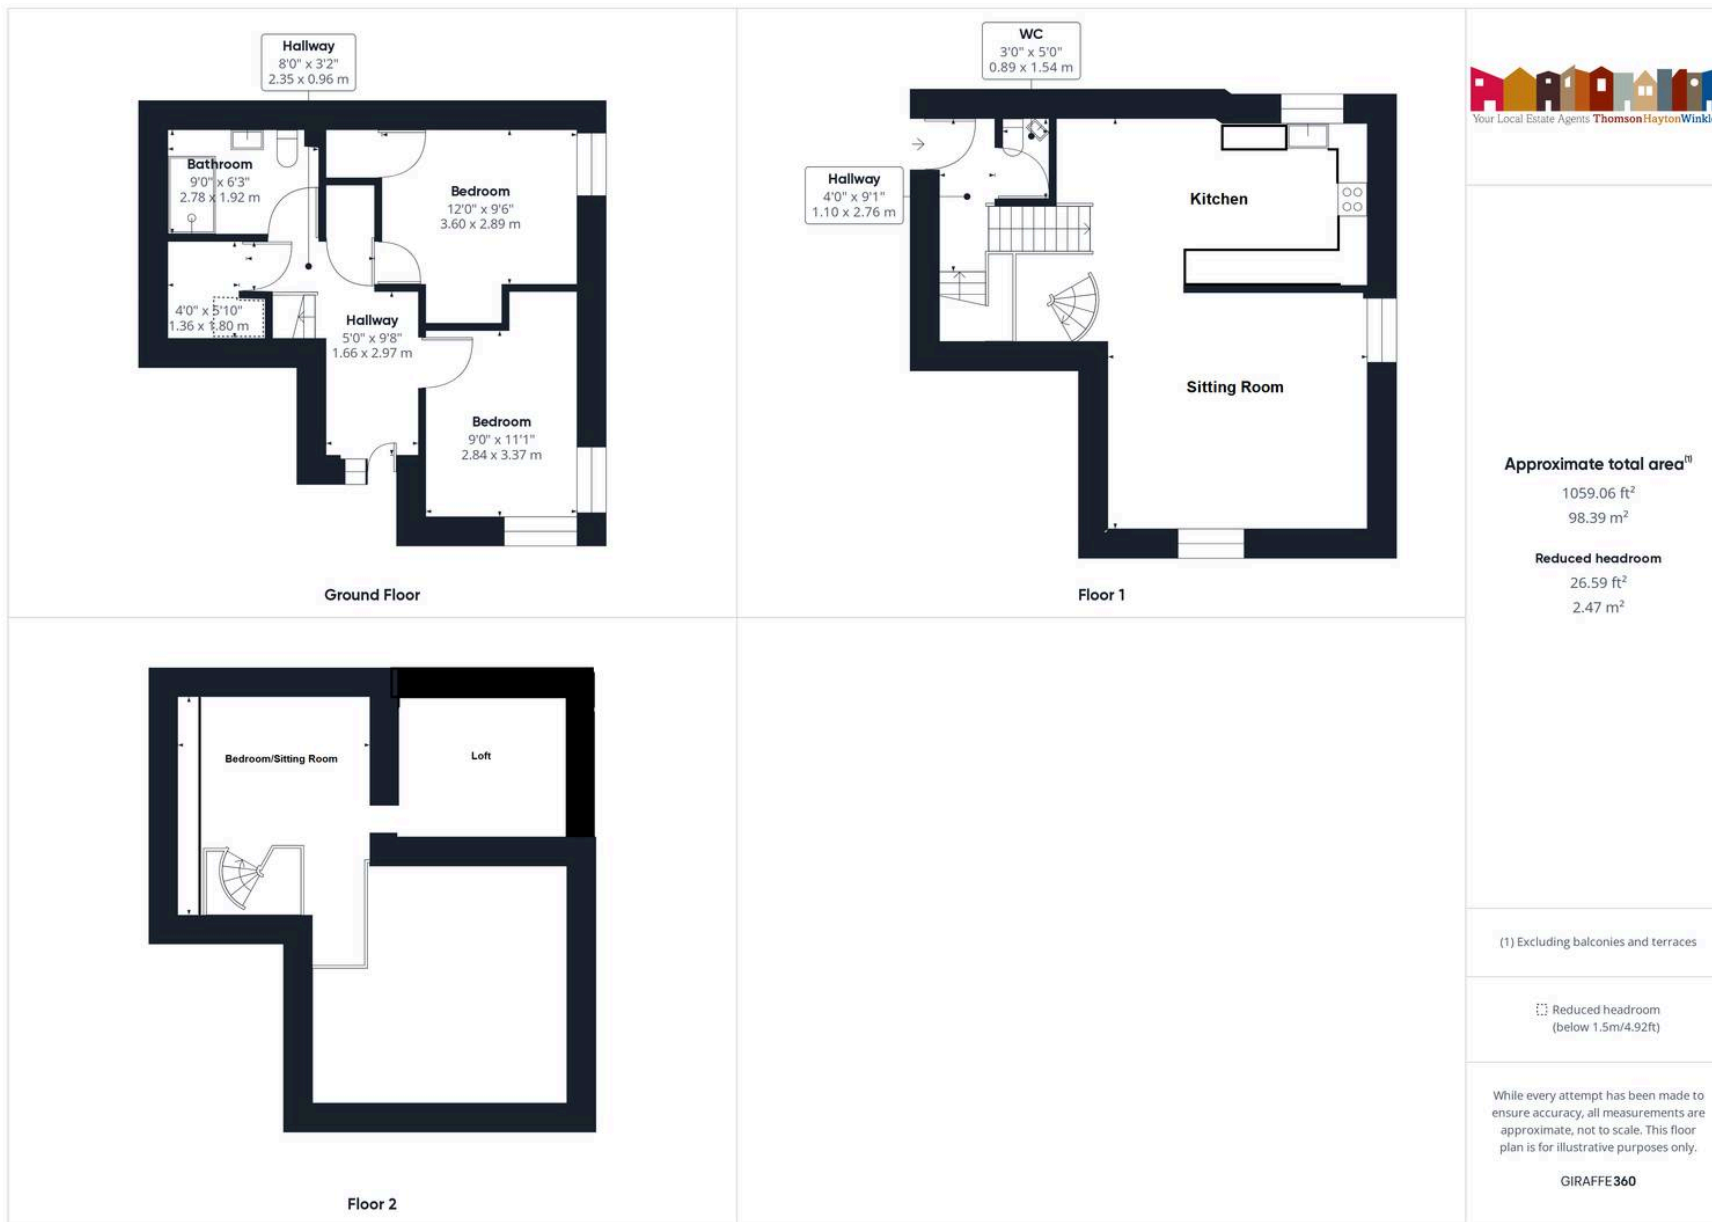 Hallway
8'0" x 3'2"
2.35 x 0.96 m
Bathroom
9'0" x 6'3"
2.78 x 1.92 m
Bedroom
12'0" x 9'6"
3.60 x 2.89 m
4'0" x 5'10"
1.36 x 1.80 m
Hallway
5'0" x 9'8"
1.66 x 2.97 m
Bedroom
9'0" x 11'1"
2.84 x 3.37 m
Ground Floor
WC
3'0" x 5'0"
0.89 x 1.54 m
Hallway
4'0" x 9'1"
1.10 x 2.76 m
Kitchen
Sitting Room
Floor 1
Bedroom/Sitting Room
Loft
Floor 2
Your Local Estate Agents ThomsonHaytonWinkl
Approximate total area(1)
1059.06 ft²
98.39 m²
Reduced headroom
26.59 ft²
2.47 m²
(1) Excluding balconies and terraces
Reduced headroom
(below 1.5m/4.92ft)
While every attempt has been made to
ensure accuracy, all measurements are
approximate, not to scale. This floor
plan is for illustrative purposes only.
GIRAFFE360